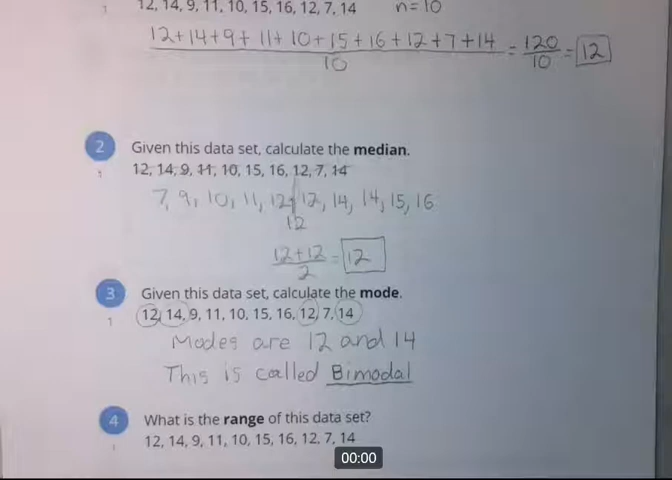 12, 14, 9, 11, 10, 15, 16, 12, 7, 14 n=10
12+14+9+11+10+15+16+12+7+14 = 120 = 12
10 10
2 Given this data set, calculate the median.
12, 14, 9, 11, 10, 15, 16, 12, 7, 14
7, 9, 10, 11, 12, 12, 14, 14, 15, 16
12
12+12 = 12
2
3 Given this data set, calculate the mode.
12, 14, 9, 11, 10, 15, 16, 12, 7, 14
Modes are 12 and 14
This is called Bimodal
4 What is the range of this data set?
12, 14, 9, 11, 10, 15, 16, 12, 7, 14
00:00